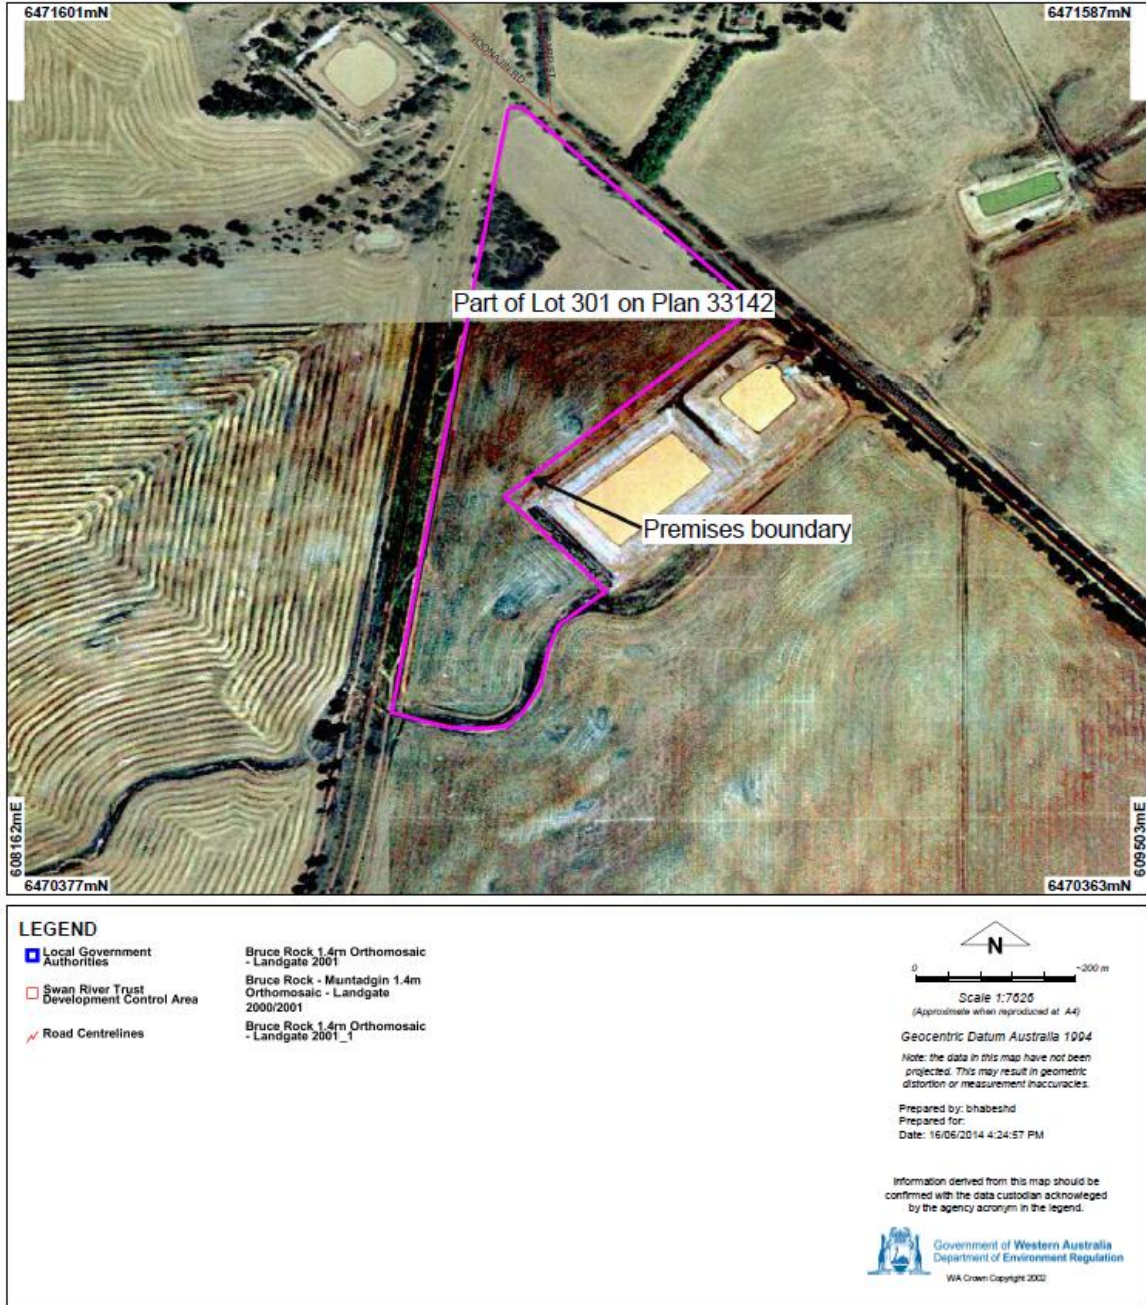 6471601mN
6471587mN
KOONAJIN RD
Part of Lot 301 on Plan 33142
Premises boundary
608162mE
609503mE
6470377mN
6470363mN
LEGEND
Local Government
Authorities
Swan River Trust
Development Control Area
Road Centrelines
Bruce Rock 1.4m Orthomosaic
- Landgate 2001
Bruce Rock - Muntadgin 1.4m
Orthomosaic - Landgate
2000/2001
Bruce Rock 1.4m Orthomosaic
- Landgate 2001_1
N
0
~200 m
Scale 1:7626
(Approximate when reproduced at A4)
Geocentric Datum Australia 1994
Note: the data in this map have not been
projected. This may result in geometric
distortion or measurement inaccuracies.
Prepared by: bhabeshd
Prepared for:
Date: 16/06/2014 4:24:57 PM
Information derived from this map should be
confirmed with the data custodian acknowleged
by the agency acronym in the legend.
Government of Western Australia
Department of Environment Regulation
WA Crown Copyright 2002